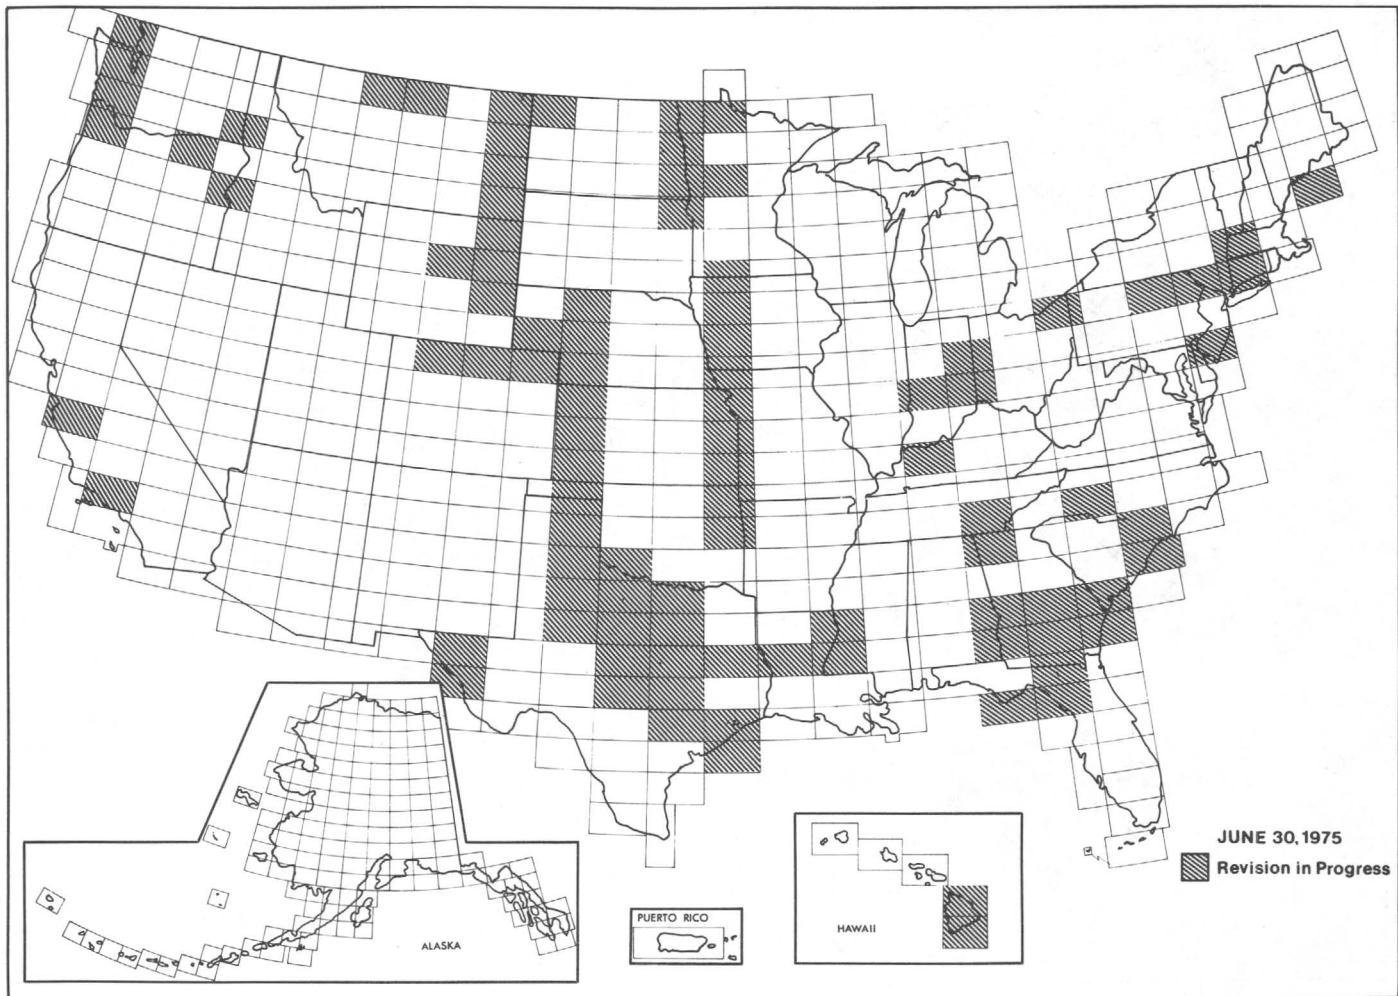 JUNE 30, 1975
Revision in Progress
PUERTO RICO
HAWAII
ALASKA